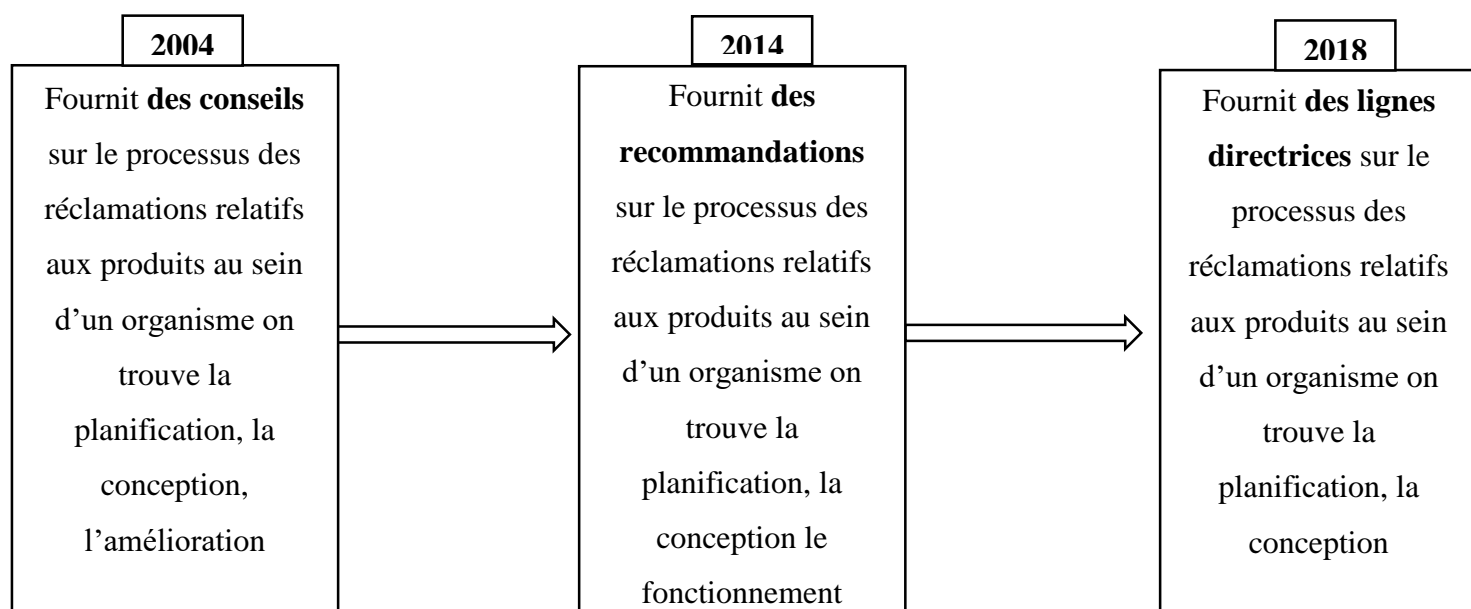 2004
Fournit des conseils
sur le processus des
réclamations relatifs
aux produits au sein
d’un organisme on
trouve la
planification, la
conception,
l’amélioration
2014
Fournit des
recommandations
sur le processus des
réclamations relatifs
aux produits au sein
d’un organisme on
trouve la
planification, la
conception le
fonctionnement
2018
Fournit des lignes
directrices sur le
processus des
réclamations relatifs
aux produits au sein
d’un organisme on
trouve la
planification, la
conception